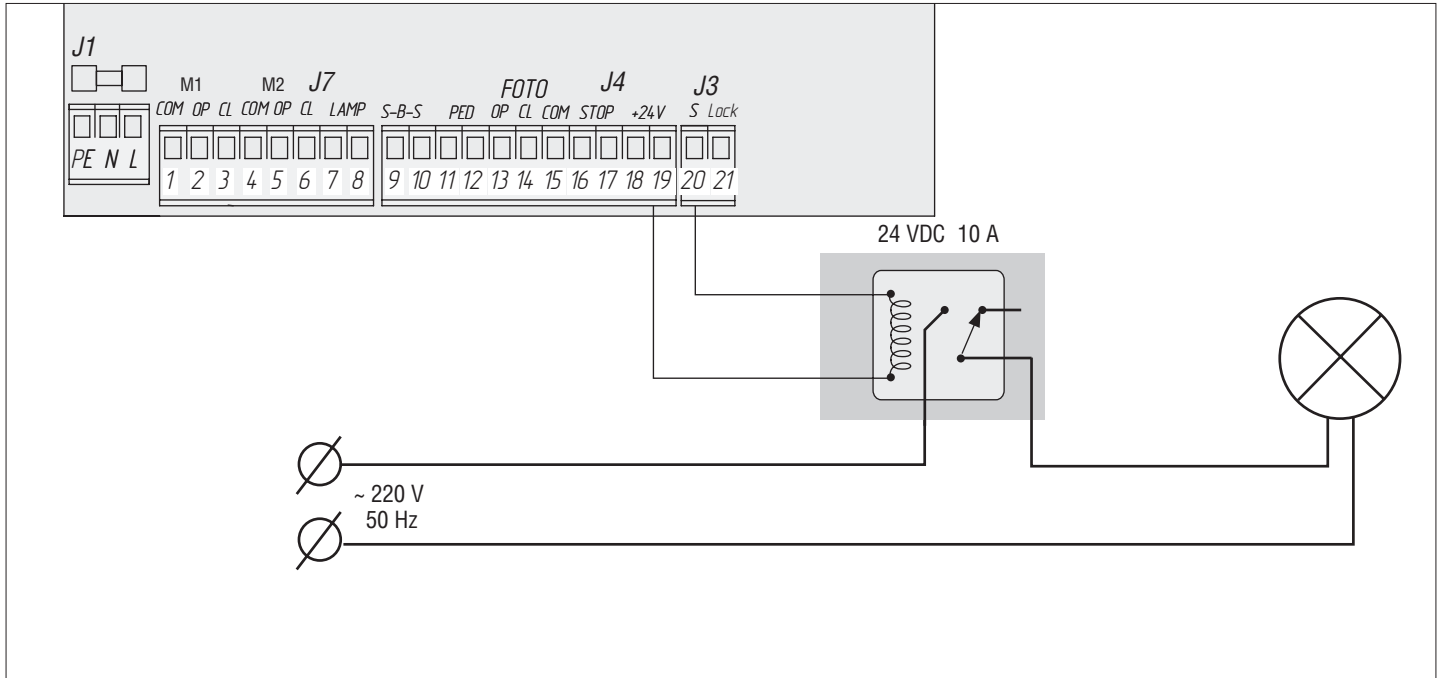 J1
M1 M2 J7 FOTO J4 J3
COM OP CL COM OP CL LAMP S-B-S PED OP CL COM STOP +24V S Lock
PE N L
1 2 3 4 5 6 7 8 9 10 11 12 13 14 15 16 17 18 19 20 21
24 VDC 10 A
~ 220 V
50 Hz